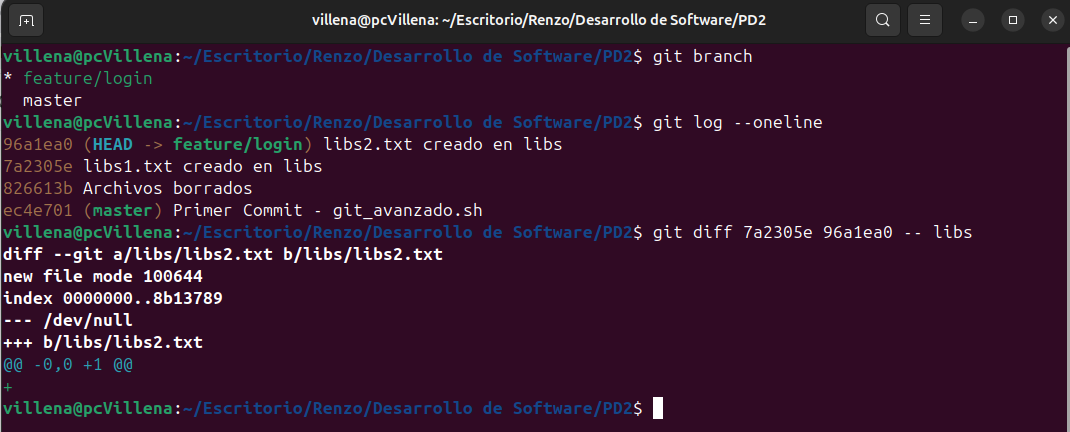 villena@pcVillena: ~/Escritorio/Renzo/Desarrollo de Software/PD2
villena@pcVillena:~/Escritorio/Renzo/Desarrollo de Software/PD2$ git branch
* feature/login
  master
villena@pcVillena:~/Escritorio/Renzo/Desarrollo de Software/PD2$ git log --oneline
96a1ea0 (HEAD -> feature/login) libs2.txt creado en libs
7a2305e libs1.txt creado en libs
826613b Archivos borrados
ec4e701 (master) Primer Commit - git_avanzado.sh
villena@pcVillena:~/Escritorio/Renzo/Desarrollo de Software/PD2$ git diff 7a2305e 96a1ea0 -- libs
diff --git a/libs/libs2.txt b/libs/libs2.txt
new file mode 100644
index 0000000..8b13789
--- /dev/null
+++ b/libs/libs2.txt
@@ -0,0 +1 @@
+
villena@pcVillena:~/Escritorio/Renzo/Desarrollo de Software/PD2$